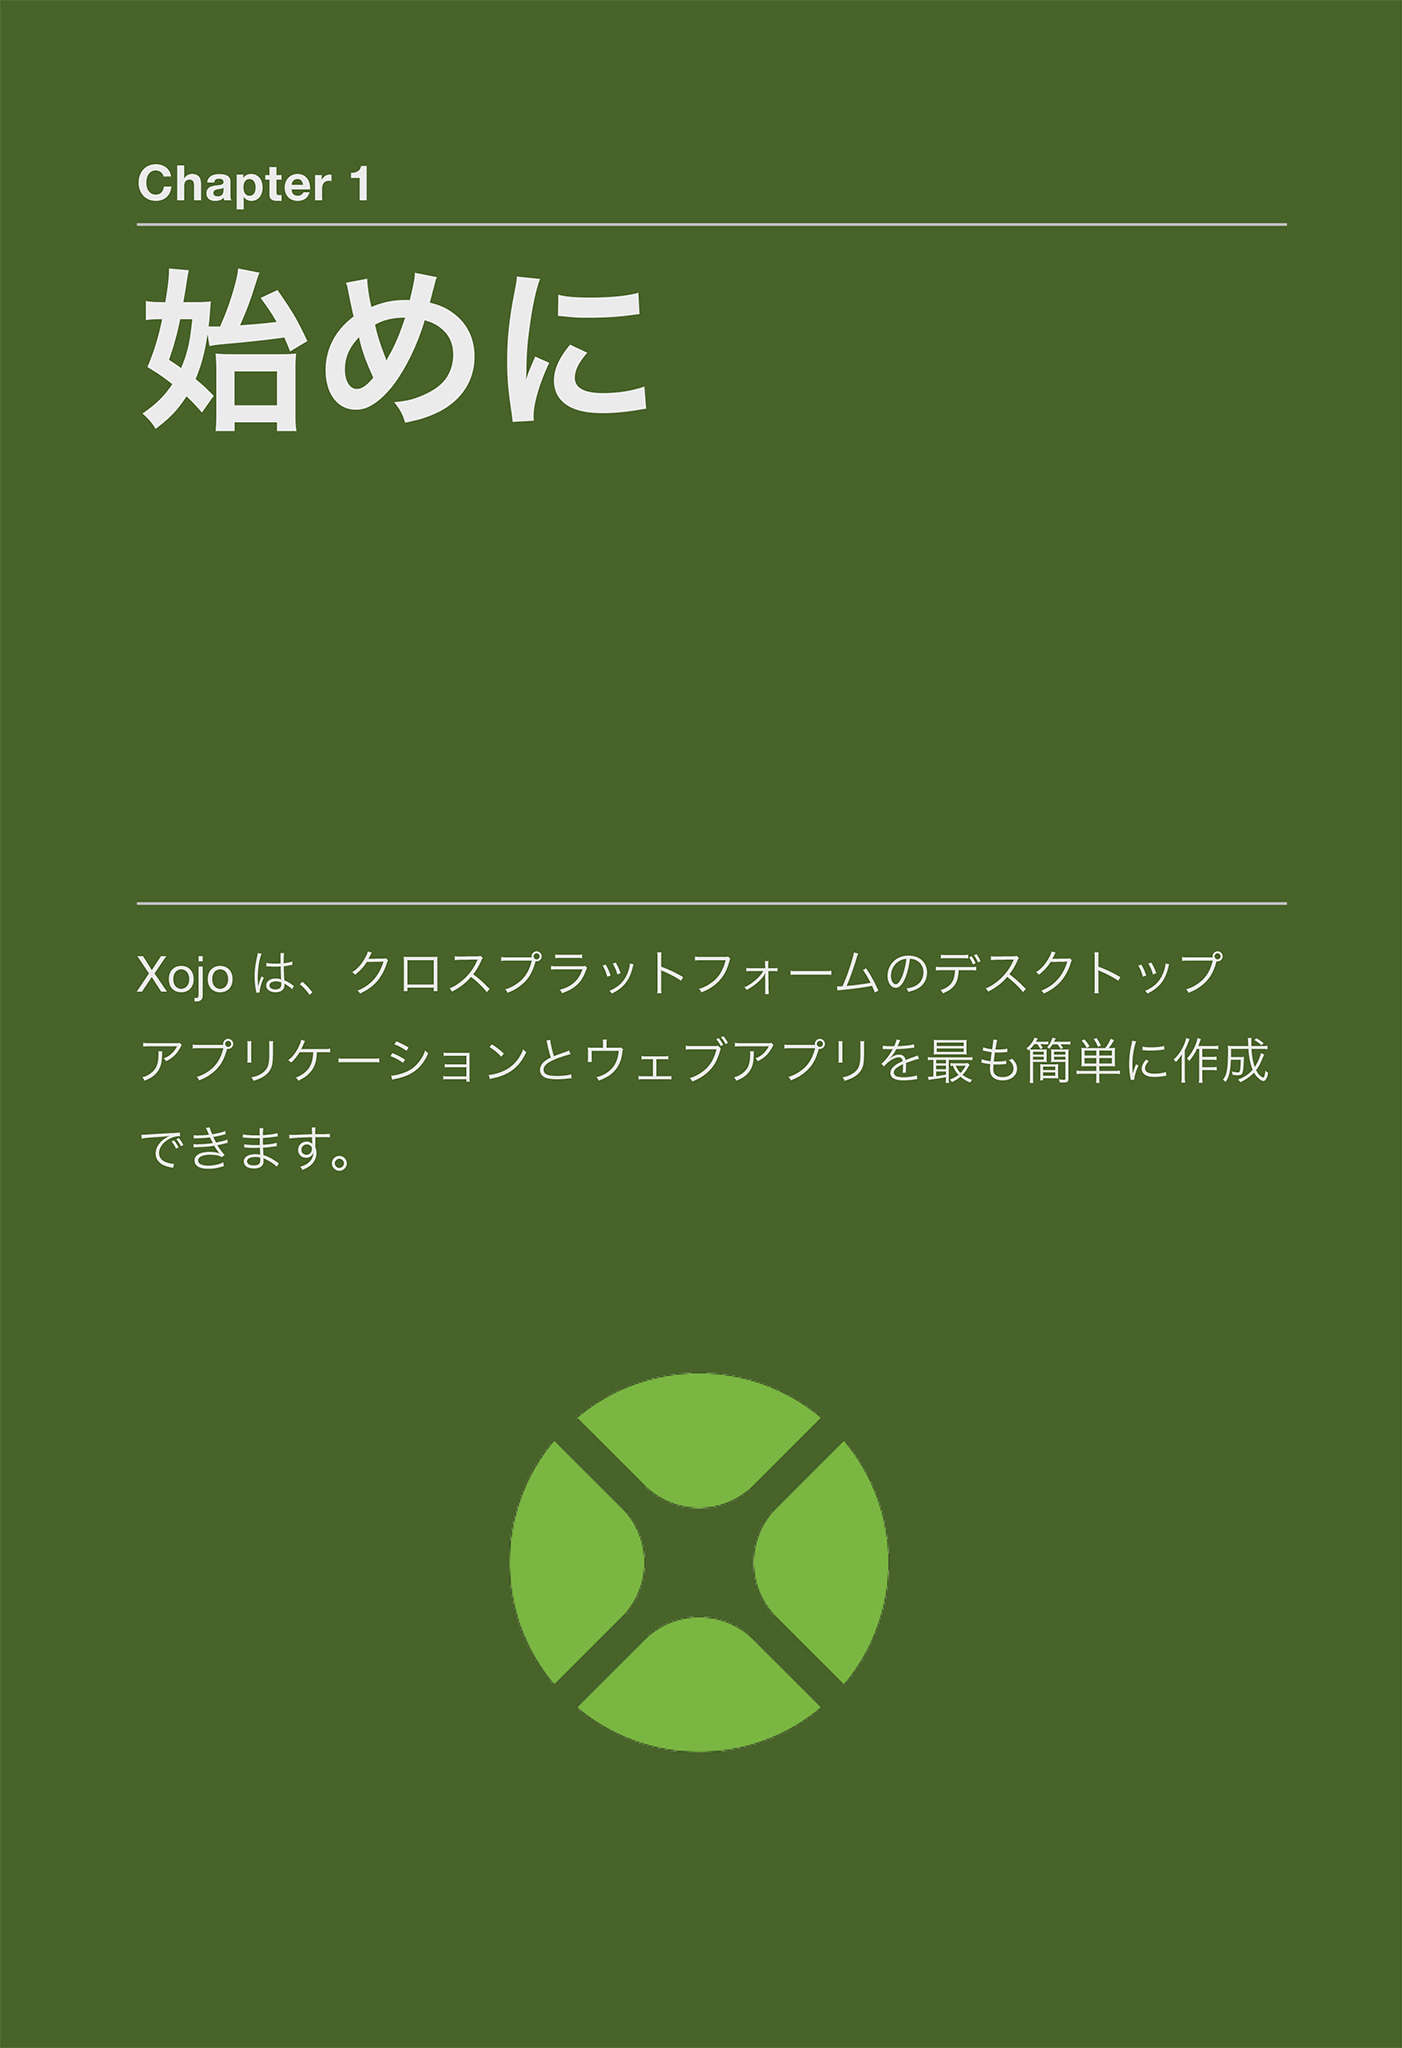 Chapter 1
始めに
Xojo は、クロスプラットフォームのデスクトップ
アプリケーションとウェブアプリを最も簡単に作成
できます。